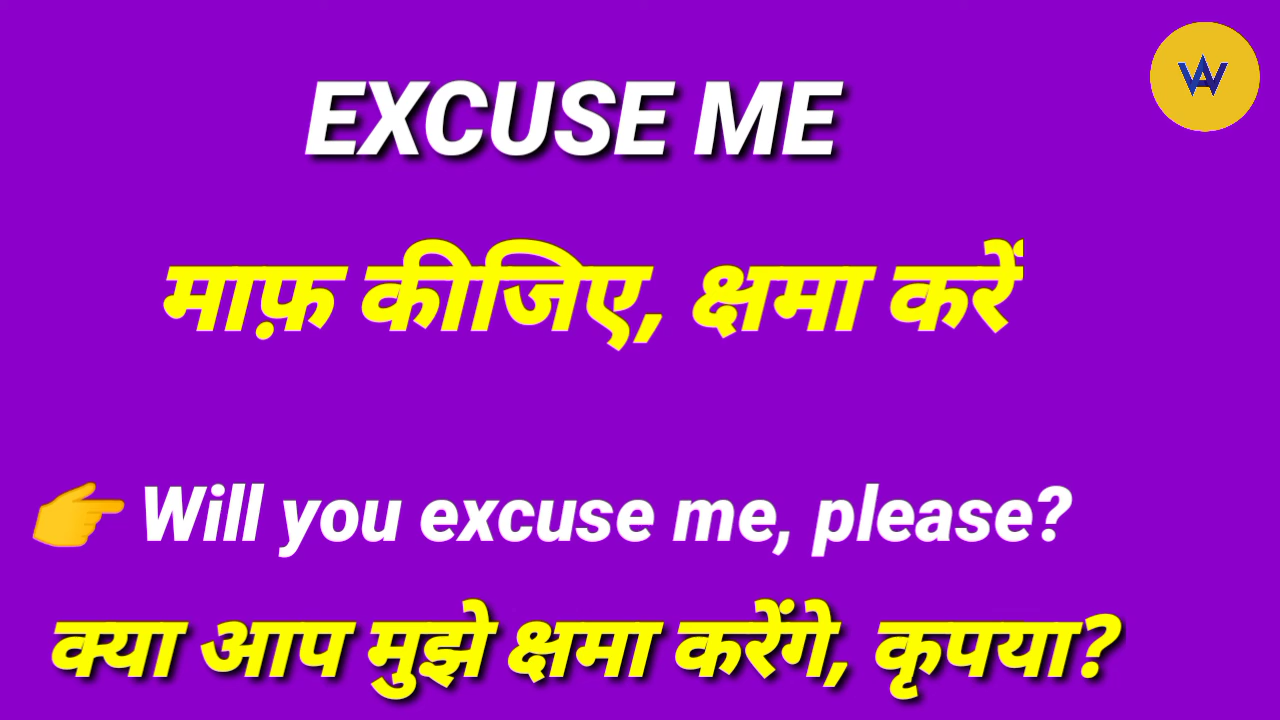 EXCUSE ME
माफ़ कीजिए, क्षमा करें
👉 Will you excuse me, please?
क्या आप मुझे क्षमा करेंगे, कृपया?